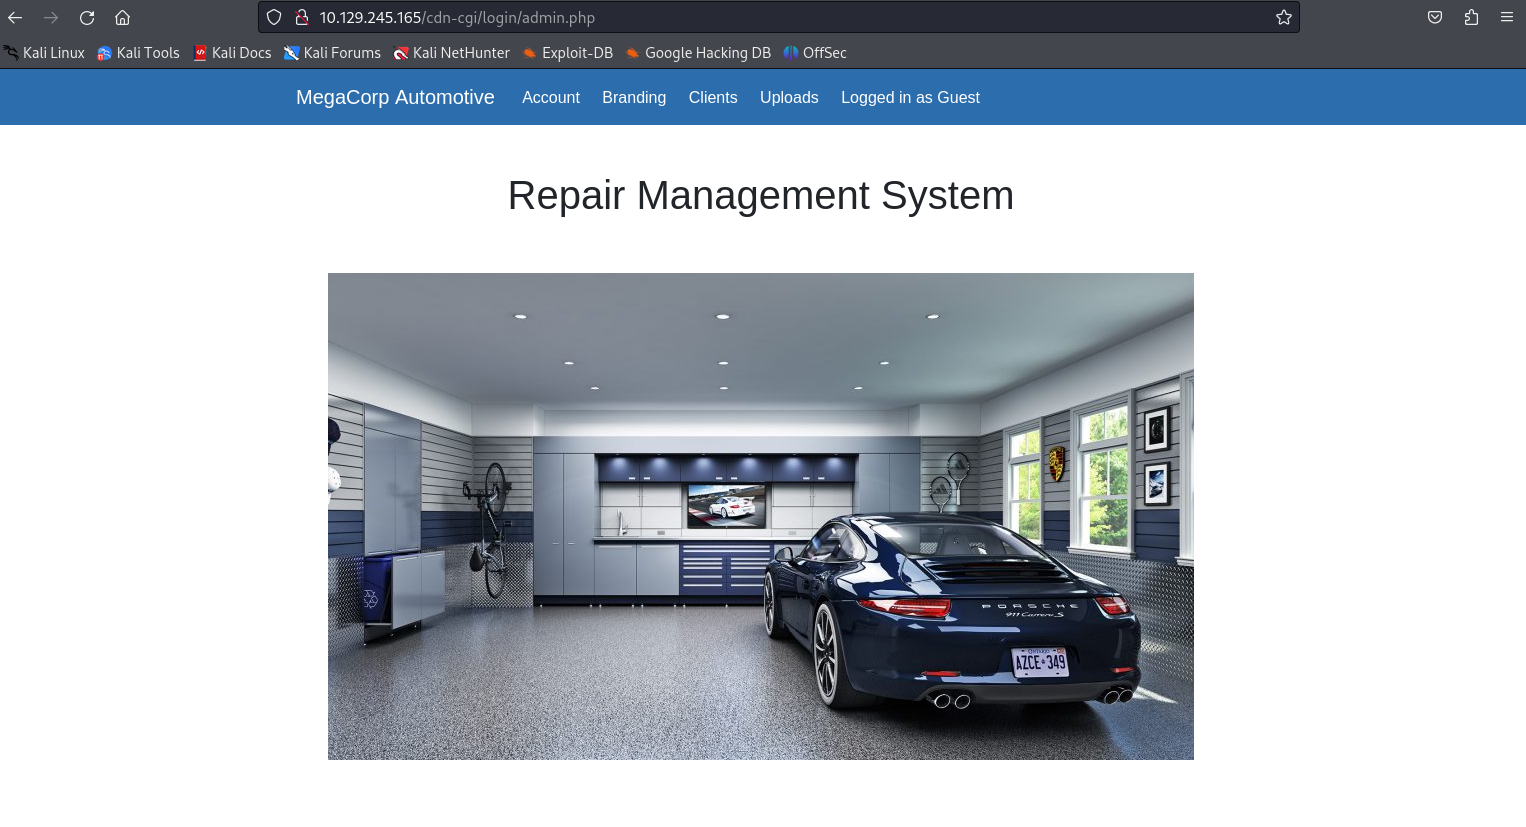 10.129.245.165/cdn-cgi/login/admin.php
Kali Linux Kali Tools Kali Docs Kali Forums Kali NetHunter Exploit-DB Google Hacking DB OffSec
MegaCorp Automotive Account Branding Clients Uploads Logged in as Guest
Repair Management System
PORSCHE
911 Carrera S
ONTARIO
AZCE 349